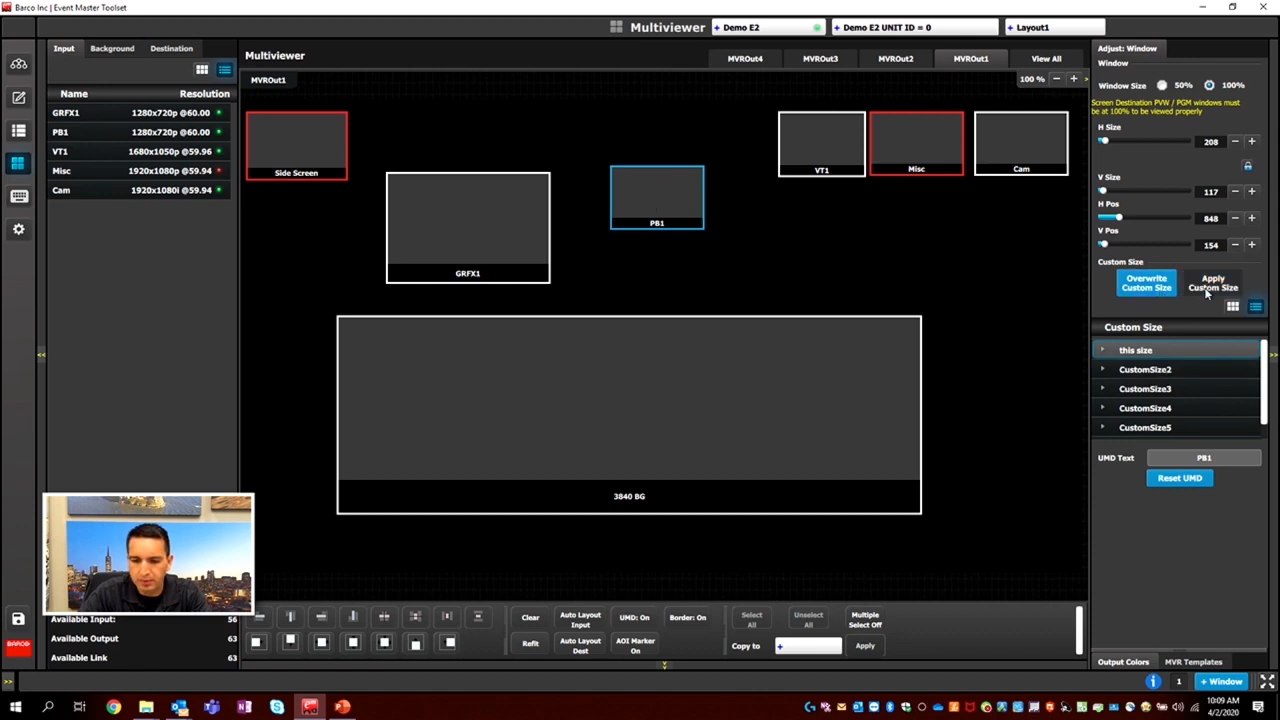 Barco Inc | Event Master Toolset
Multiviewer
+ Demo E2
+ Demo E2 UNIT ID = 0
+ Layout1
Input
Background
Destination
Name
Resolution
GRFX1 1280x720p @60.00
PB1 1280x720p @60.00
VT1 1680x1050p @59.96
Misc 1920x1080p @59.94
Cam 1920x1080i @59.94
Available Input: 56
Available Output 63
Available Link 63
Multiviewer
MVROut4
MVROut3
MVROut2
MVROut1
View All
MVROut1
100 %
Side Screen
GRFX1
PB1
VT1
Misc
Cam
3840 BG
Clear
Auto Layout
Input
UMD: On
Border: On
Select
All
Unselect
All
Multiple
Select Off
Refit
Auto Layout
Dest
AOI Marker
On
Copy to
+
Apply
Adjust: Window
Window
Window Size 50% 100%
Screen Destination PVW / PGM windows must
be at 100% to be viewed properly
H Size
208
V Size
117
H Pos
848
V Pos
154
Custom Size
Overwrite
Custom Size
Apply
Custom Size
Custom Size
this size
CustomSize2
CustomSize3
CustomSize4
CustomSize5
UMD Text PB1
Reset UMD
Output Colors
MVR Templates
1
+ Window
BARCO
10:09 AM
4/2/2020